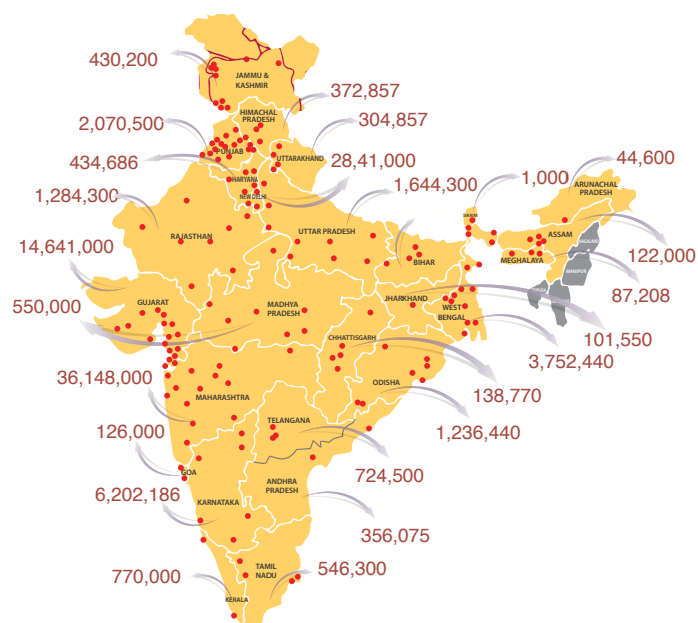 430,200
JAMMU &
KASHMIR
372,857
HIMACHAL
PRADESH
304,857
2,070,500
PUNJAB
UTTARAKHAND
434,686
28,41,000
HARYANA
44,600
1,284,300
NEW DELHI
1,644,300
1,000
ARUNACHAL
PRADESH
SIKKIM
RAJASTHAN
UTTAR PRADESH
ASSAM
NAGALAND
14,641,000
BIHAR
MEGHALAYA
122,000
MANIPUR
87,208
GUJARAT
MADHYA
PRADESH
JHARKHAND
WEST
BENGAL
550,000
101,550
CHHATTISGARH
3,752,440
36,148,000
ODISHA
138,770
MAHARASHTRA
1,236,440
TELANGANA
126,000
724,500
GOA
ANDHRA
PRADESH
6,202,186
KARNATAKA
356,075
TAMIL
NADU
546,300
770,000
KERALA